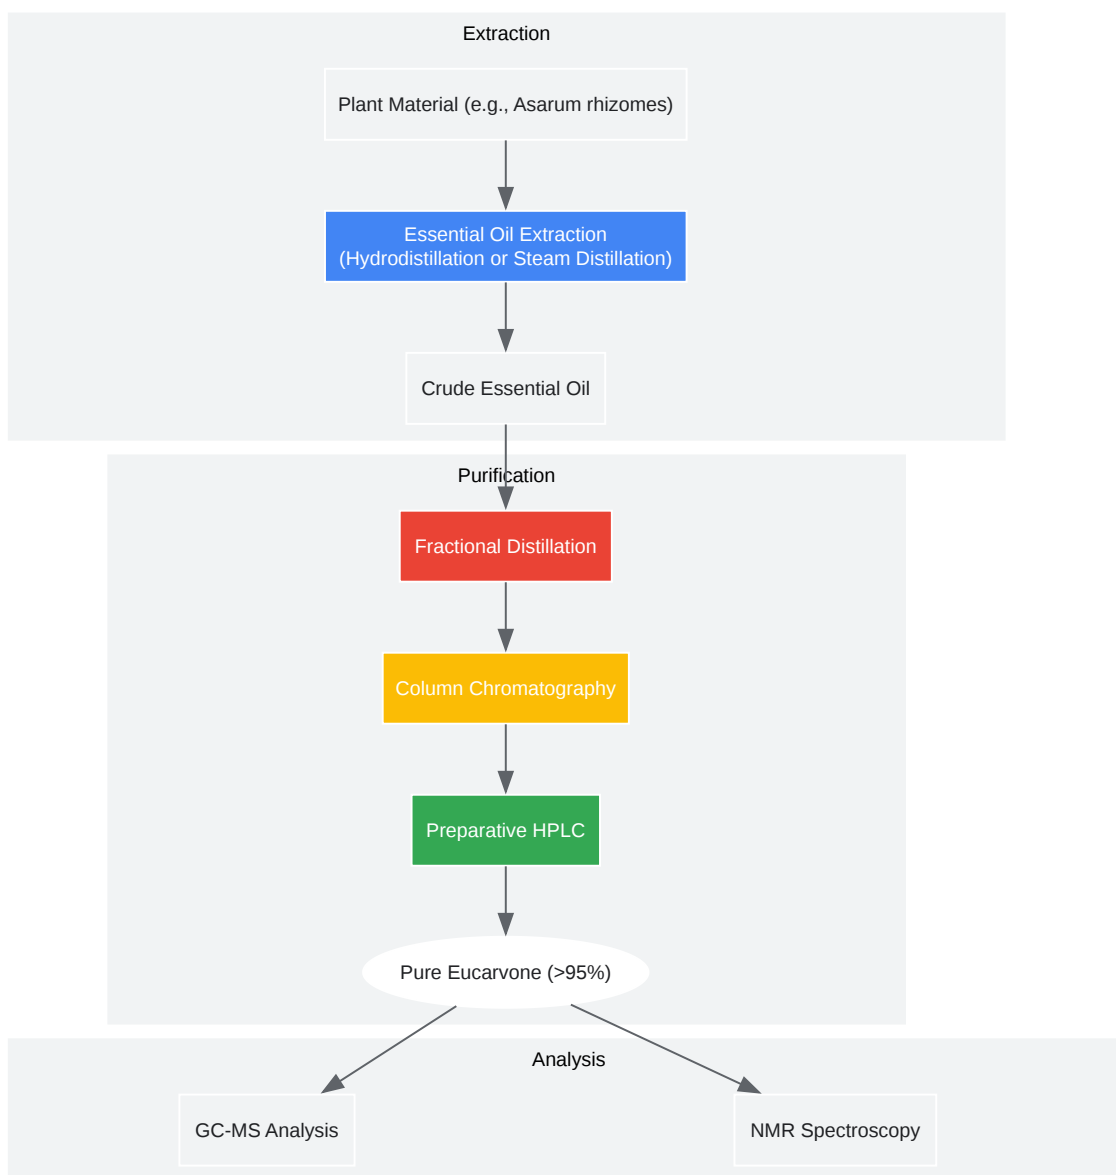 Extraction
Plant Material (e.g., Asarum rhizomes)
Essential Oil Extraction
(Hydrodistillation or Steam Distillation)
Crude Essential Oil
Purification
Fractional Distillation
Column Chromatography
Preparative HPLC
Pure Eucarvone (>95%)
Analysis
GC-MS Analysis
NMR Spectroscopy